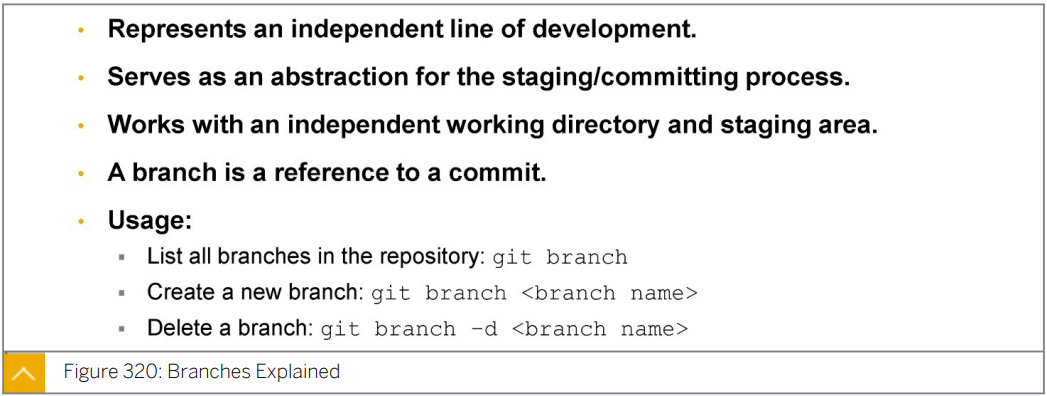 • Represents an independent line of development.
• Serves as an abstraction for the staging/committing process.
• Works with an independent working directory and staging area.
• A branch is a reference to a commit.
• Usage:
▪ List all branches in the repository: git branch
▪ Create a new branch: git branch <branch name>
▪ Delete a branch: git branch –d <branch name>
Figure 320: Branches Explained